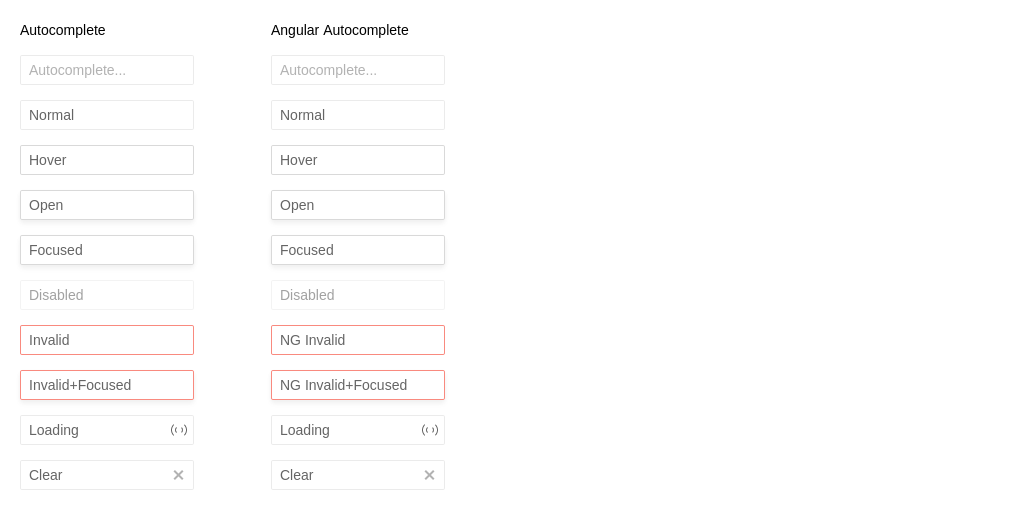 Autocomplete
Autocomplete...
Normal
Hover
Open
Focused
Disabled
Invalid
Invalid+Focused
Loading
Clear
Angular Autocomplete
Autocomplete...
Normal
Hover
Open
Focused
Disabled
NG Invalid
NG Invalid+Focused
Loading
Clear